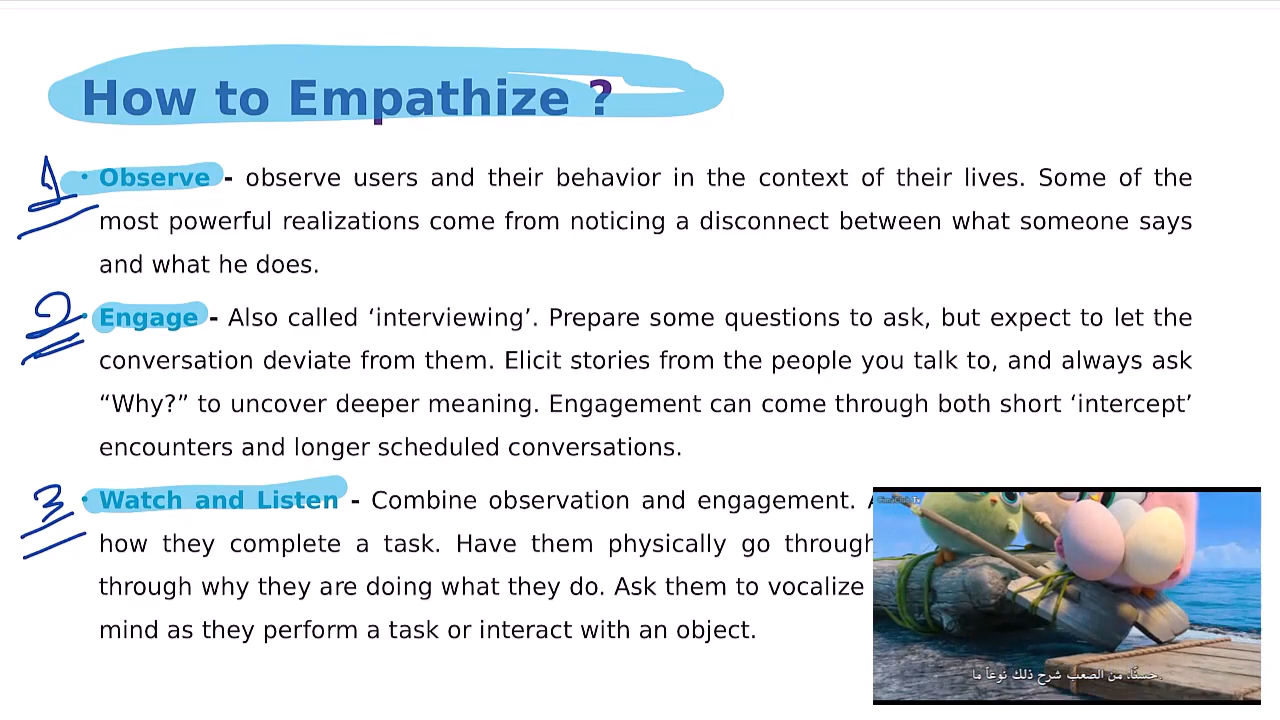 How to Empathize ?
1
• Observe - observe users and their behavior in the context of their lives. Some of the
most powerful realizations come from noticing a disconnect between what someone says
and what he does.
2
• Engage - Also called ‘interviewing’. Prepare some questions to ask, but expect to let the
conversation deviate from them. Elicit stories from the people you talk to, and always ask
“Why?” to uncover deeper meaning. Engagement can come through both short ‘intercept’
encounters and longer scheduled conversations.
3
• Watch and Listen - Combine observation and engagement.
how they complete a task. Have them physically go through
through why they are doing what they do. Ask them to vocalize
mind as they perform a task or interact with an object.
حسنًا، من الصعب شرح ذلك نوعاً ما